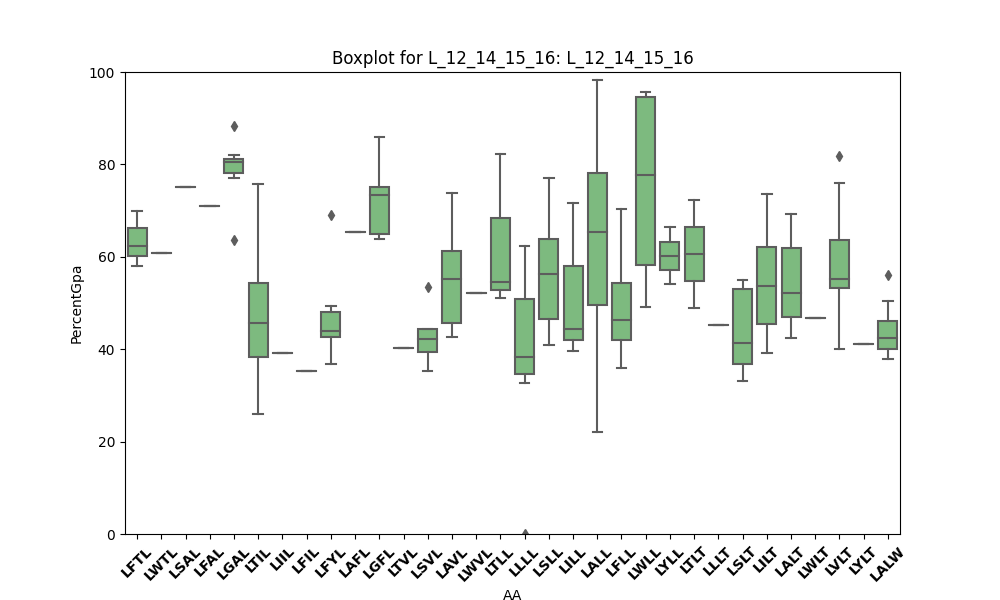 Boxplot for L_12_14_15_16: L_12_14_15_16
100
80
60
40
20
0
PercentGpa
LFTL LWTL LSAL LFAL LGAL LTIL LIIL LFIL LFYL LAFL LGFL LTVL LSVL LAVL LWVL LTLL LLLL LSLL LILL LALL LFLL LWLL LYLL LTLT LLLT LSLT LILT LALT LWLT LVLT LYLT LALW
AA